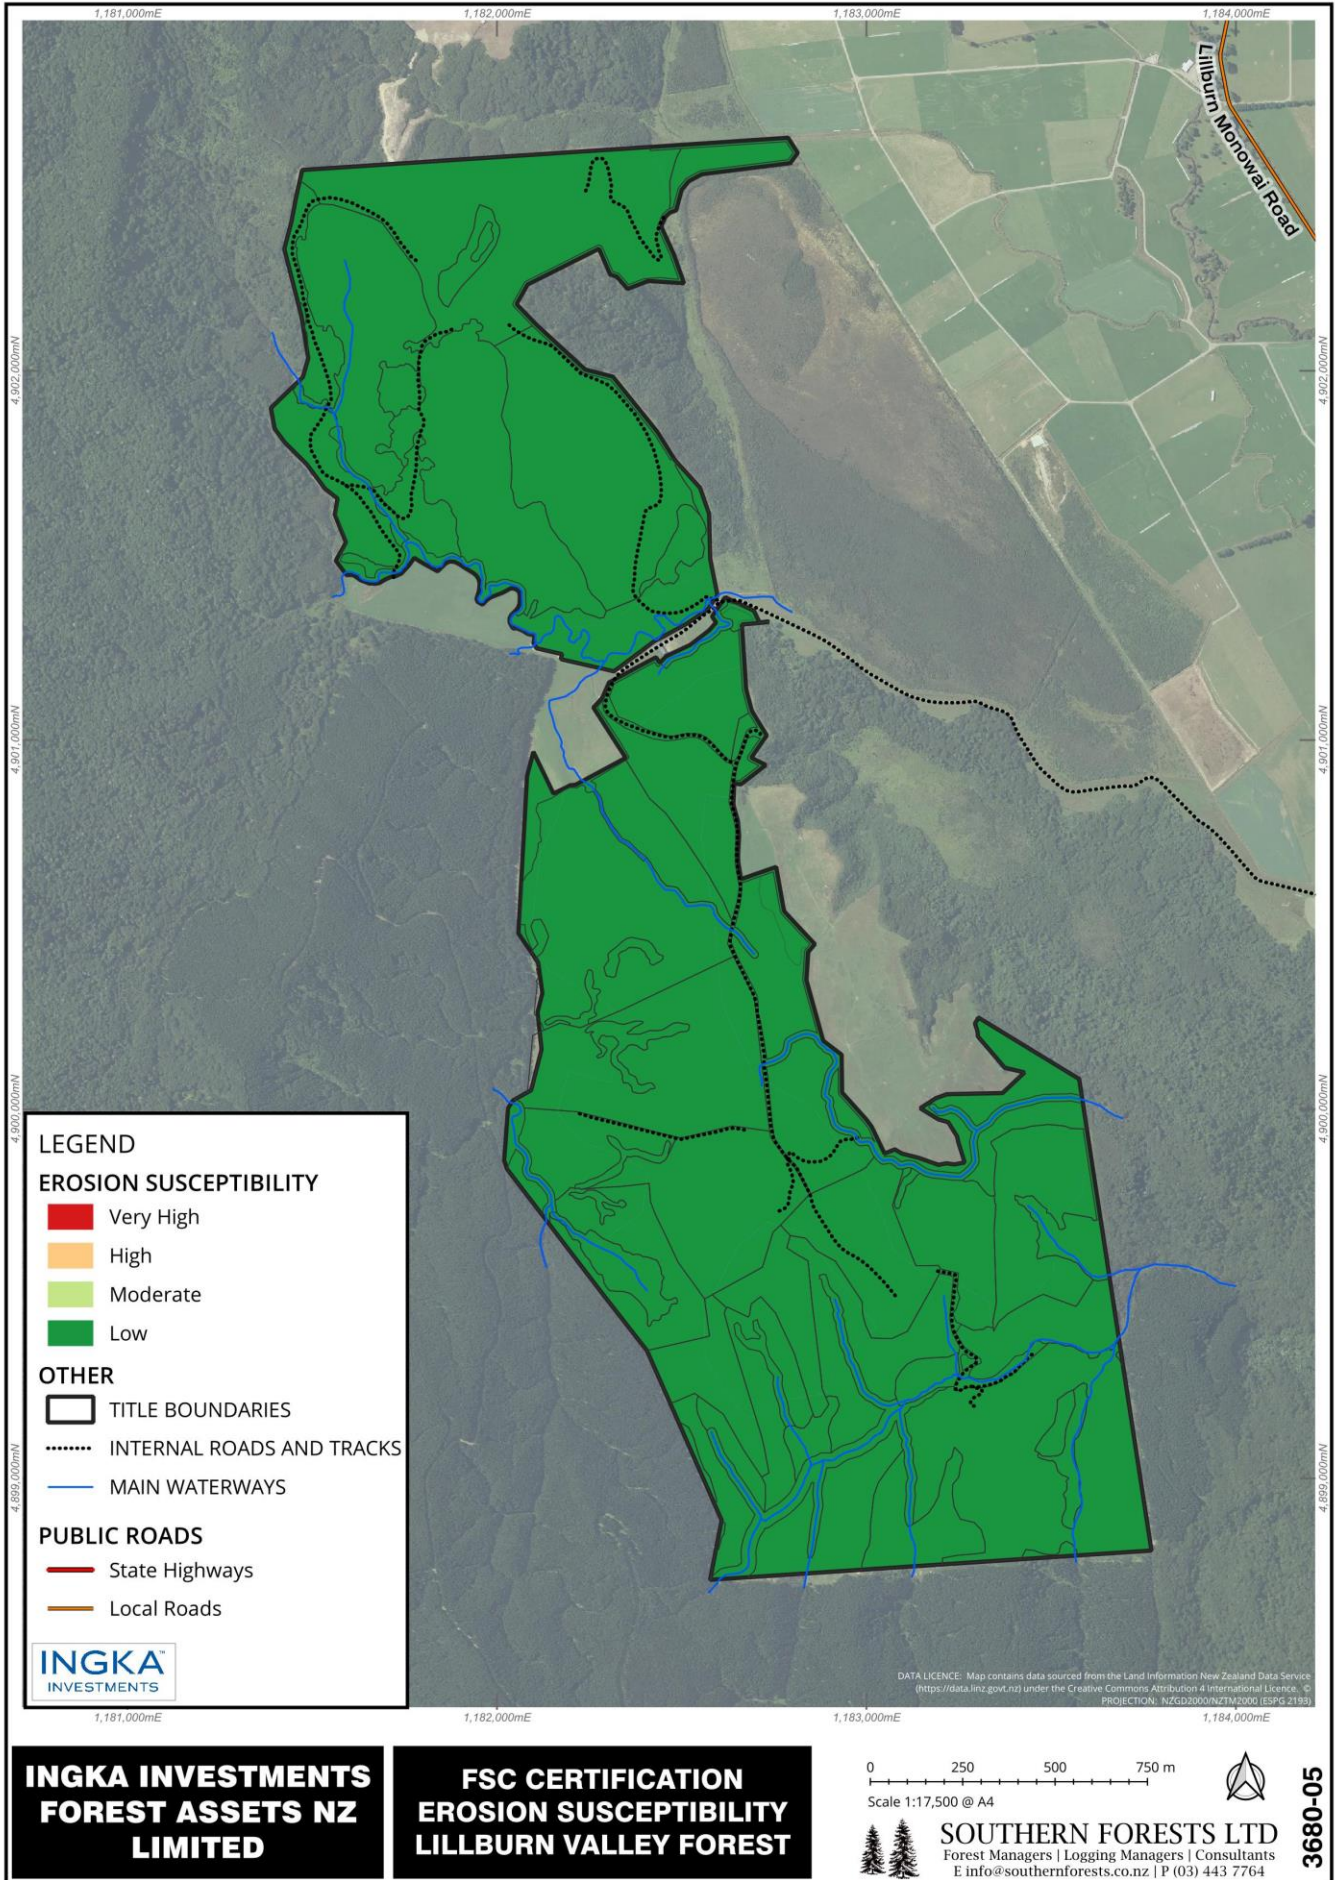 1,181,000mE
1,182,000mE
1,183,000mE
1,184,000mE
Lillburn Monowai Road
4,902,000mN
4,902,000mN
4,901,000mN
4,901,000mN
4,900,000mN
4,900,000mN
4,899,000mN
4,899,000mN
LEGEND
EROSION SUSCEPTIBILITY
Very High
High
Moderate
Low
OTHER
TITLE BOUNDARIES
INTERNAL ROADS AND TRACKS
MAIN WATERWAYS
PUBLIC ROADS
State Highways
Local Roads
INGKA™
INVESTMENTS
DATA LICENCE: Map contains data sourced from the Land Information New Zealand Data Service
(https://data.linz.govt.nz) under the Creative Commons Attribution 4 International Licence. ©
PROJECTION: NZGD2000/NZTM2000 (ESPG 2193)
1,181,000mE
1,182,000mE
1,183,000mE
1,184,000mE
INGKA INVESTMENTS
FOREST ASSETS NZ
LIMITED
FSC CERTIFICATION
EROSION SUSCEPTIBILITY
LILLBURN VALLEY FOREST
0 250 500 750 m
Scale 1:17,500 @ A4
SOUTHERN FORESTS LTD
Forest Managers | Logging Managers | Consultants
E info@southernforests.co.nz | P (03) 443 7764
3680-05